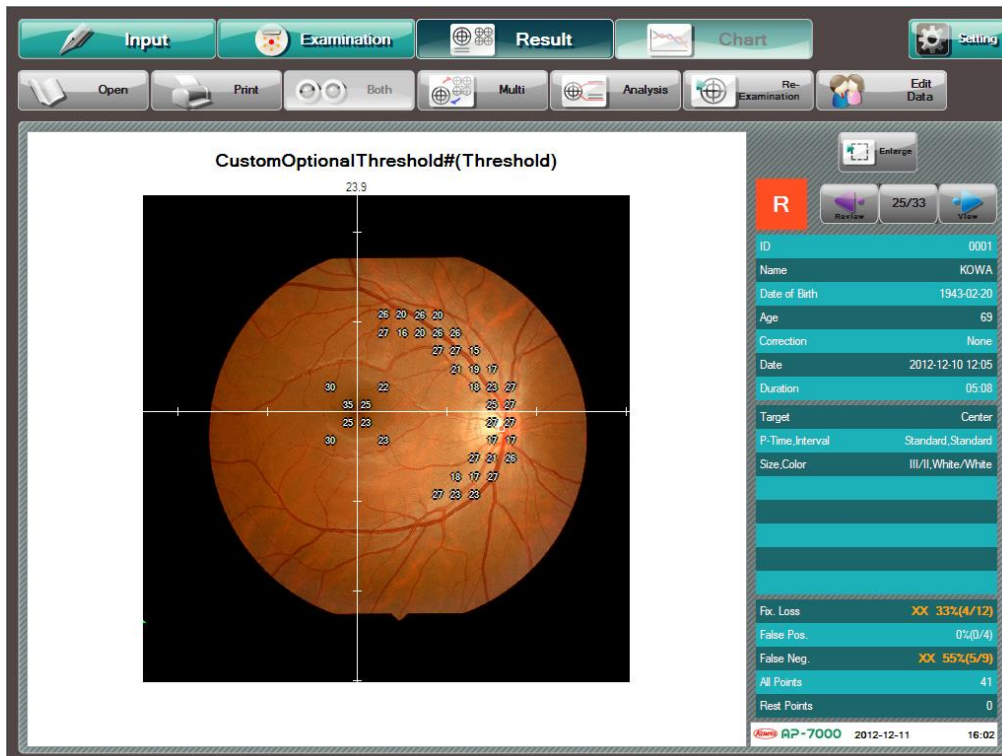 Input Examination Result Chart Setting
Open Print Both Multi Analysis Re-Examination Edit Data
CustomOptionalThreshold#(Threshold)
23.9
26 20 26 20
27 16 20 26 26
27 27 15
21 19 17
30 22 18 23 27
35 25 25 27
25 23 27 27
30 23 17 17
27 21 26
18 17 27
27 23 23
Enlarge
R Review 25/33 View
ID 0001
Name KOWA
Date of Birth 1943-02-20
Age 69
Correction None
Date 2012-12-10 12:05
Duration 05:08
Target Center
P-Time,Interval Standard,Standard
Size,Color III/II,White/White
Fix. Loss XX 33%(4/12)
False Pos. 0%(0/4)
False Neg. XX 55%(5/9)
All Points 41
Rest Points 0
Kowa AP-7000 2012-12-11 16:02